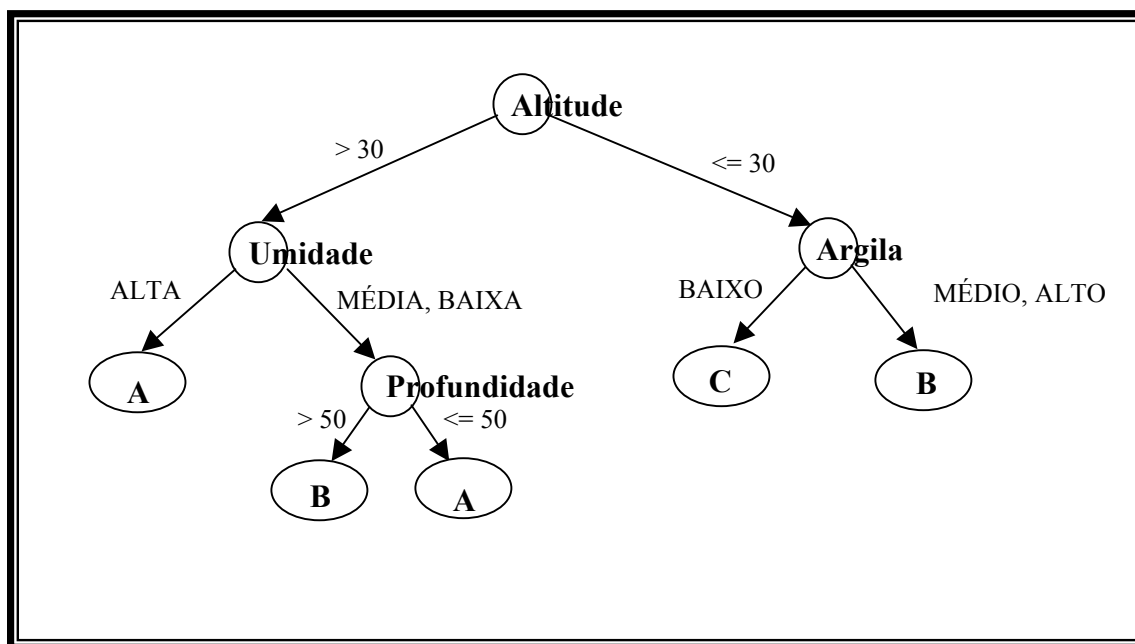 Altitude
> 30
<= 30
Umidade
Argila
ALTA
MÉDIA, BAIXA
BAIXO
MÉDIO, ALTO
A
Profundidade
C
B
> 50
<= 50
B
A